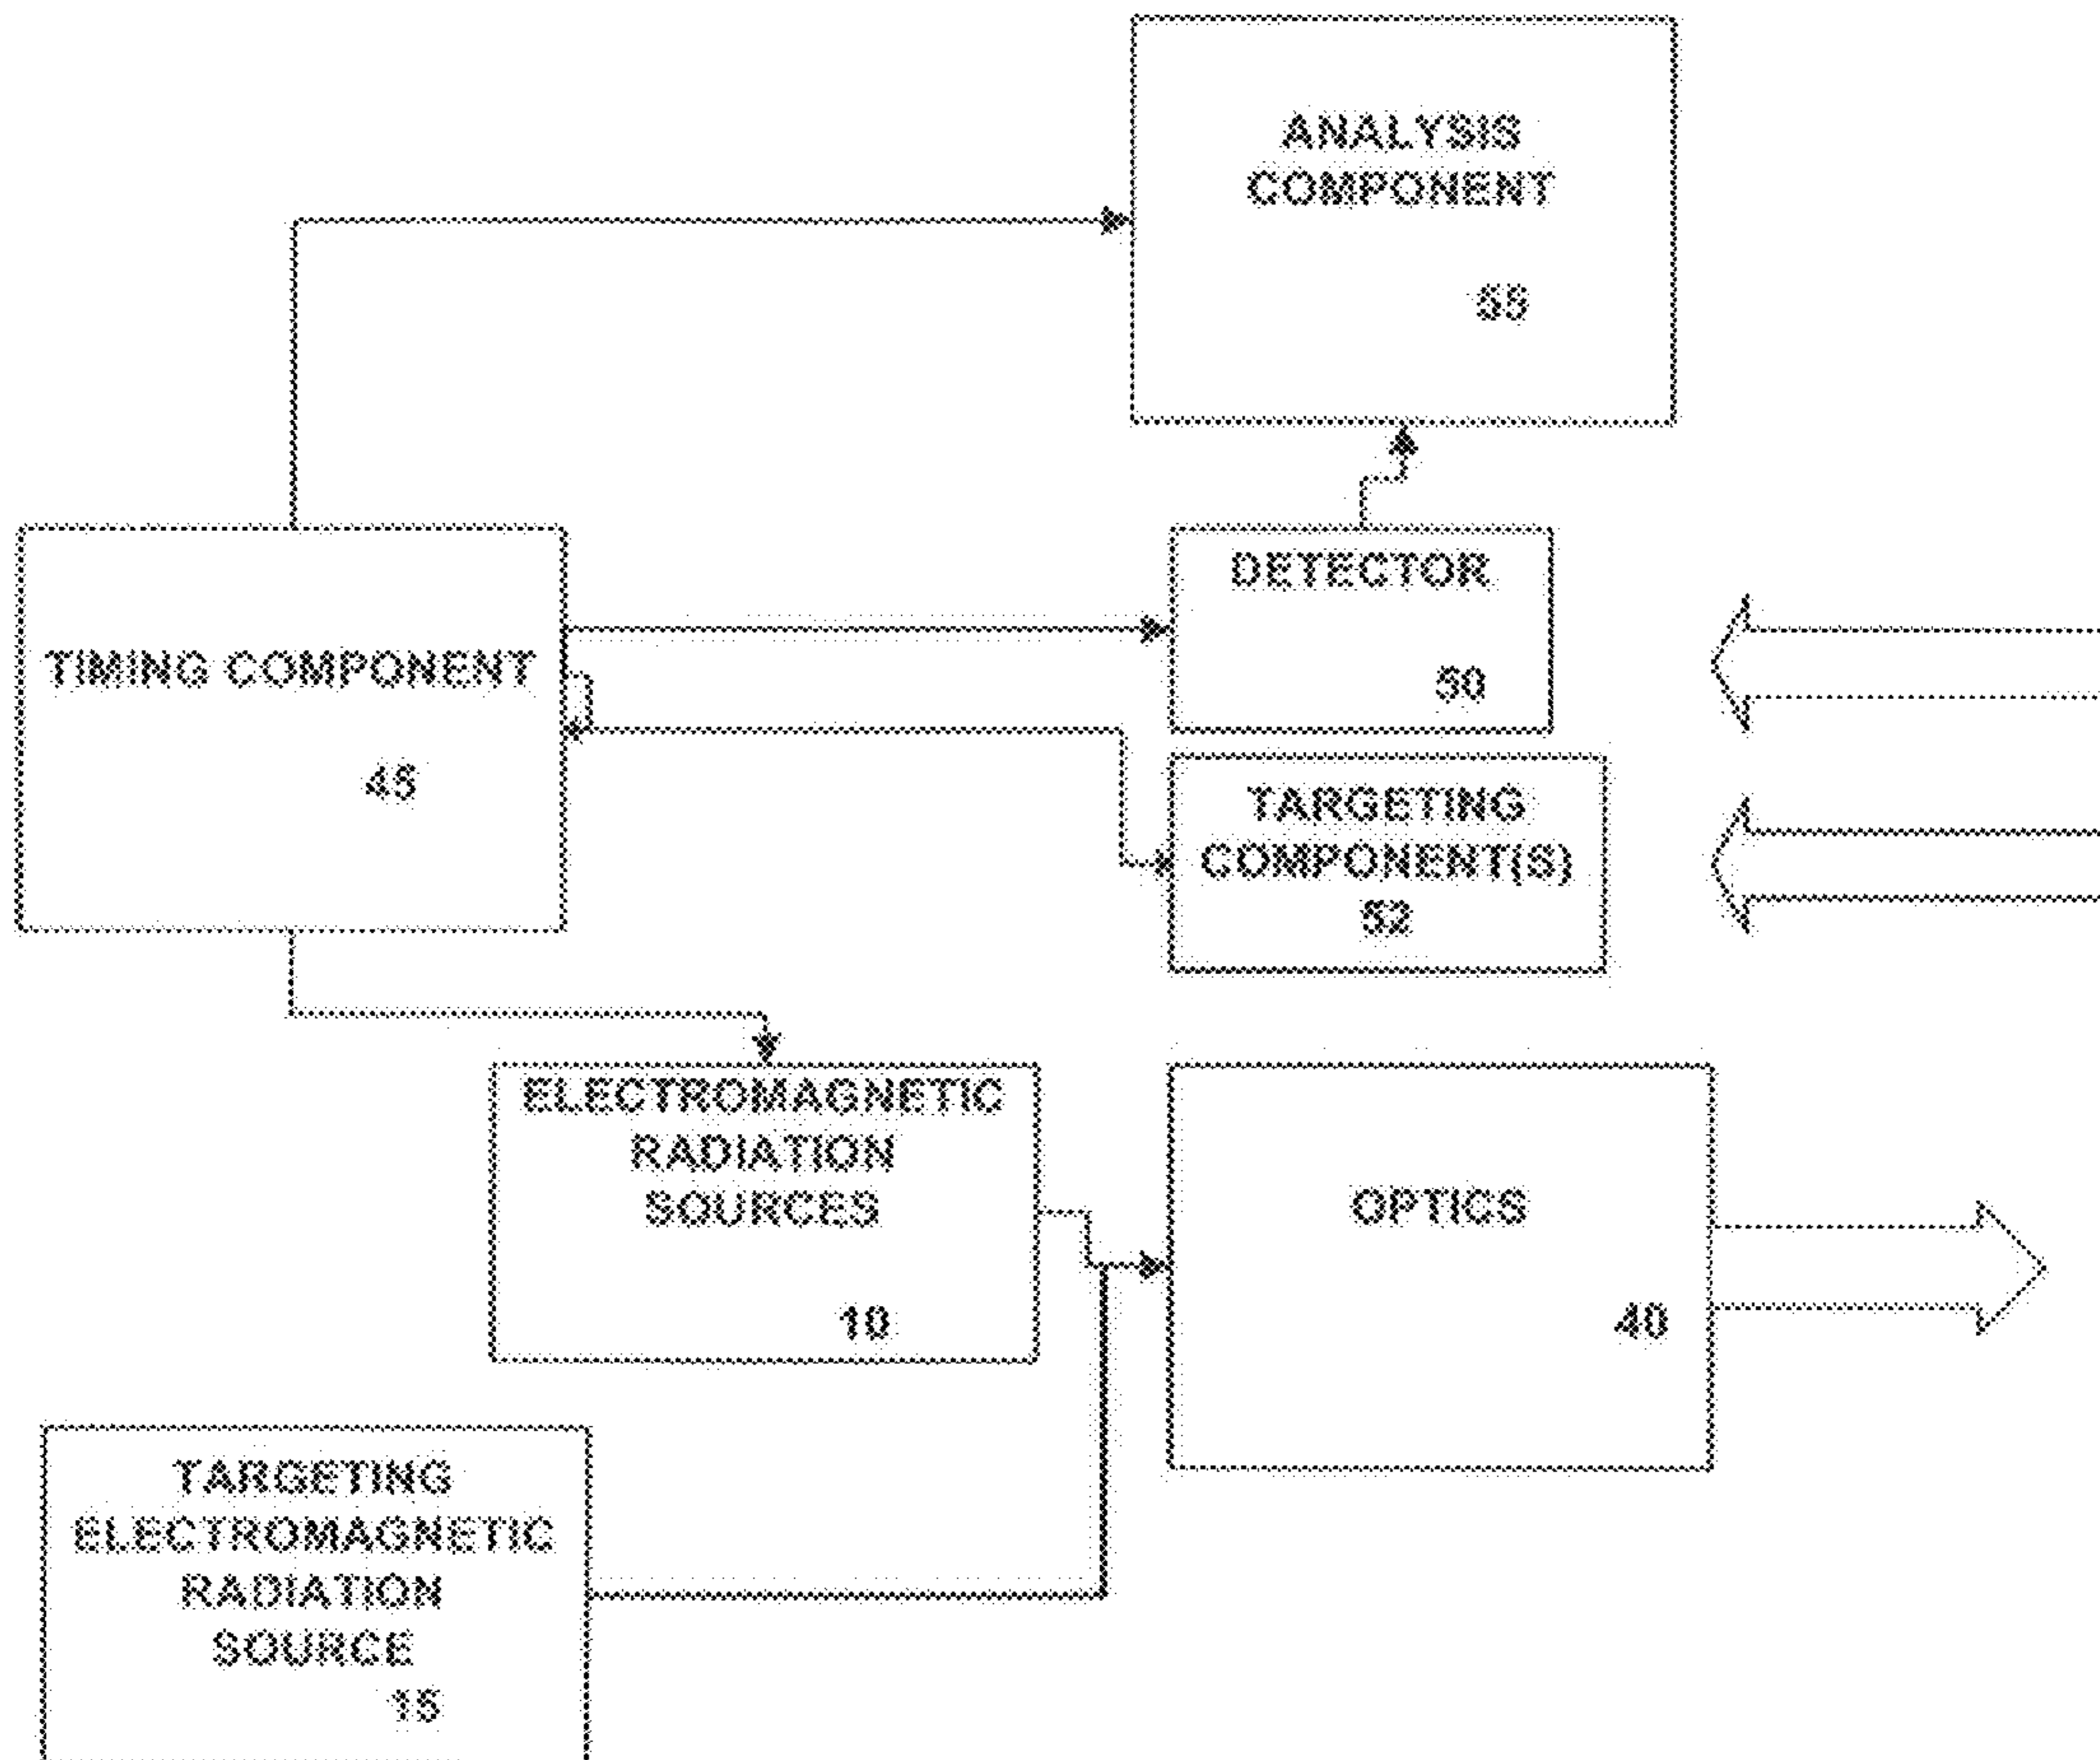 ANALYSIS
COMPONENT
55
DETECTOR
50
TIMING COMPONENT
45
TARGETING
COMPONENT(S)
52
ELECTROMAGNETIC
RADIATION
SOURCES
10
OPTICS
40
TARGETING
ELECTROMAGNETIC
RADIATION
SOURCE
15